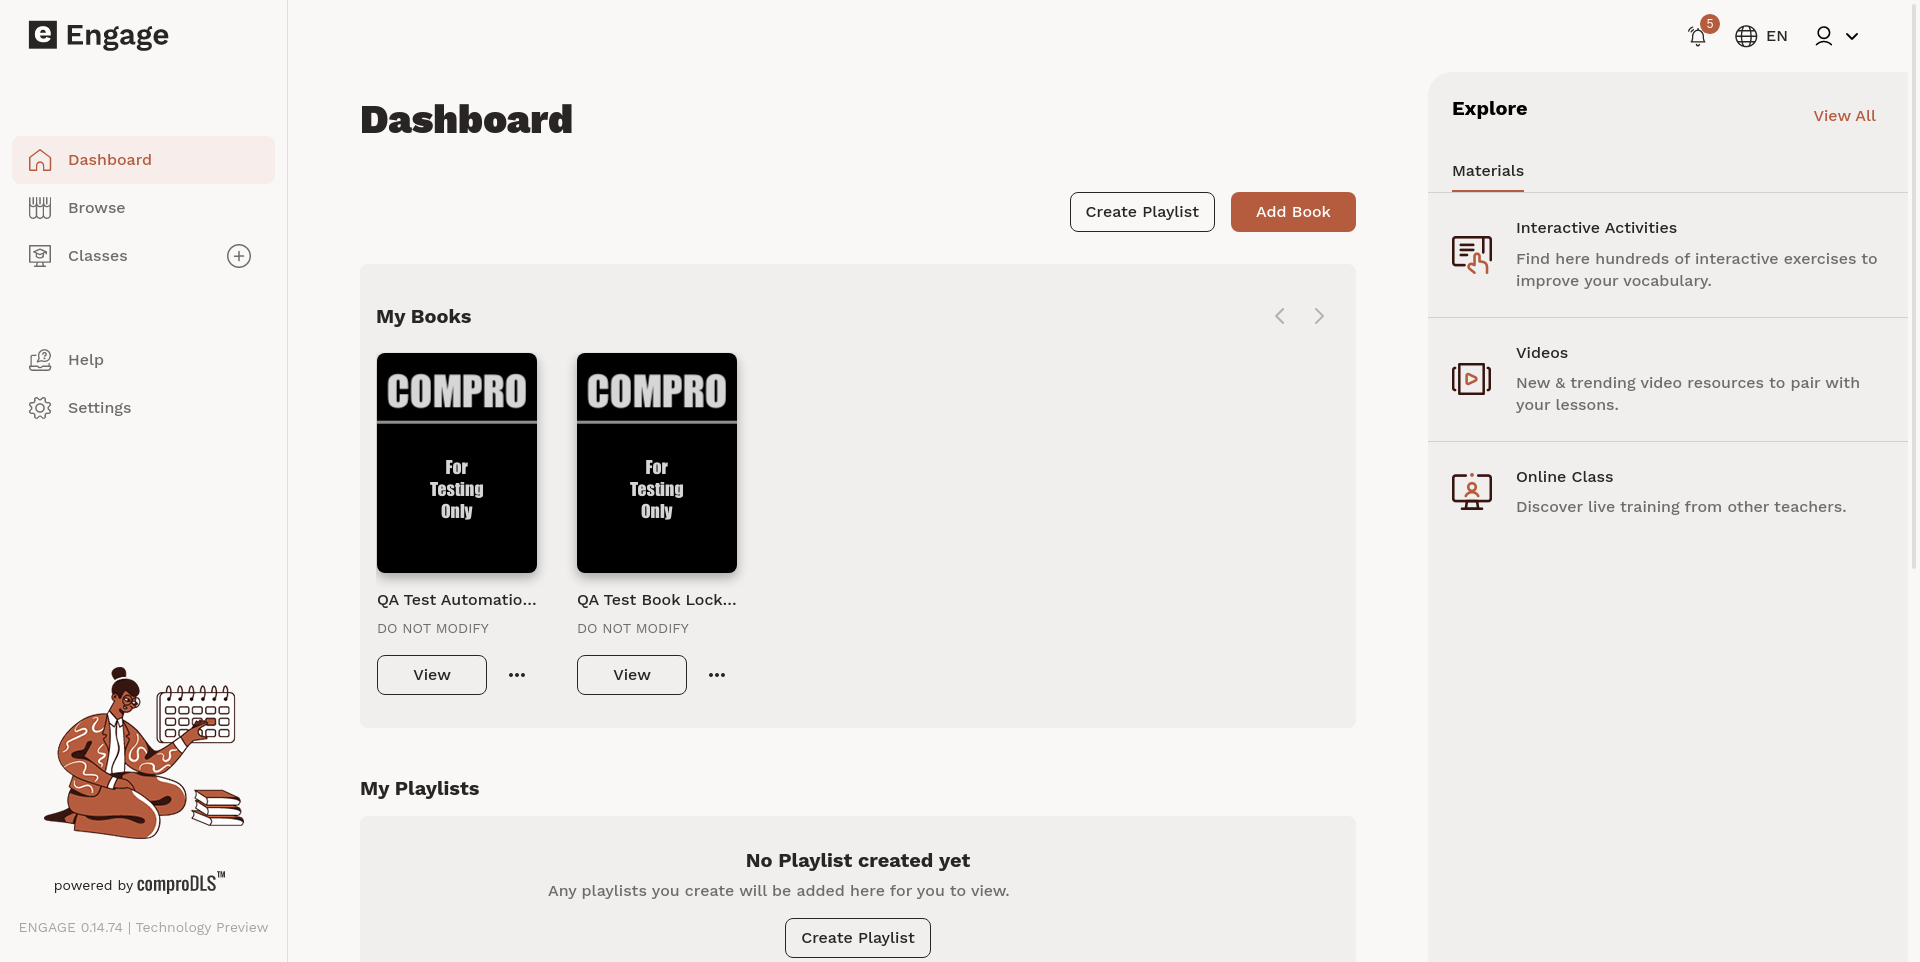 e Engage
Dashboard
Browse
Classes
Help
Settings
powered by comproDLS™
ENGAGE 0.14.74 | Technology Preview
5
EN
Dashboard
Create Playlist
Add Book
My Books
COMPRO
For
Testing
Only
QA Test Automatio...
DO NOT MODIFY
View
COMPRO
For
Testing
Only
QA Test Book Lock...
DO NOT MODIFY
View
My Playlists
No Playlist created yet
Any playlists you create will be added here for you to view.
Create Playlist
Explore
View All
Materials
Interactive Activities
Find here hundreds of interactive exercises to
improve your vocabulary.
Videos
New & trending video resources to pair with
your lessons.
Online Class
Discover live training from other teachers.